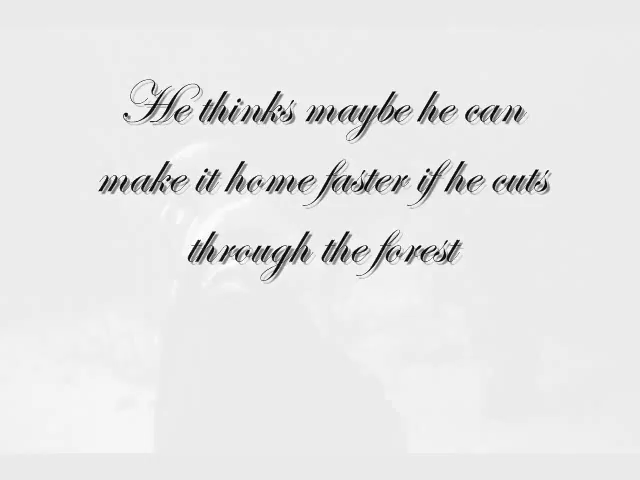 He thinks maybe he can
make it home faster if he cuts
through the forest